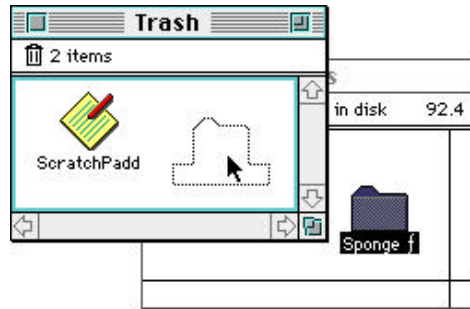 Trash
2 items
in disk 92.4
ScratchPadd
Sponge ƒ